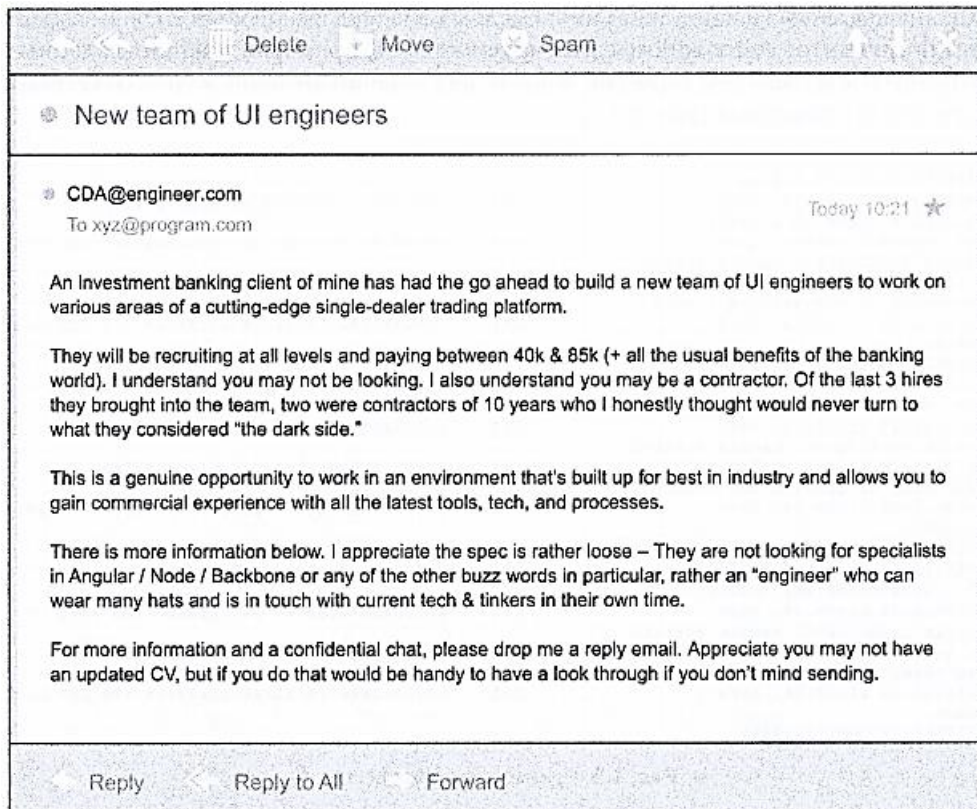 Delete Move Spam
New team of UI engineers
CDA@engineer.com
To xyz@program.com
Today 10:21
An investment banking client of mine has had the go ahead to build a new team of UI engineers to work on
various areas of a cutting-edge single-dealer trading platform.
They will be recruiting at all levels and paying between 40k & 85k (+ all the usual benefits of the banking
world). I understand you may not be looking. I also understand you may be a contractor. Of the last 3 hires
they brought into the team, two were contractors of 10 years who I honestly thought would never turn to
what they considered “the dark side.”
This is a genuine opportunity to work in an environment that’s built up for best in industry and allows you to
gain commercial experience with all the latest tools, tech, and processes.
There is more information below. I appreciate the spec is rather loose – They are not looking for specialists
in Angular / Node / Backbone or any of the other buzz words in particular, rather an “engineer” who can
wear many hats and is in touch with current tech & tinkers in their own time.
For more information and a confidential chat, please drop me a reply email. Appreciate you may not have
an updated CV, but if you do that would be handy to have a look through if you don’t mind sending.
Reply Reply to All Forward